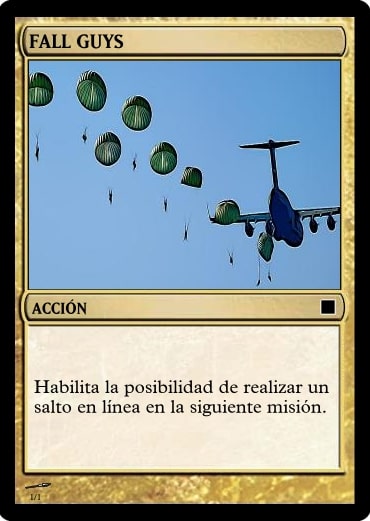 FALL GUYS
ACCIÓN
Habilita la posibilidad de realizar un
salto en línea en la siguiente misión.
1/1